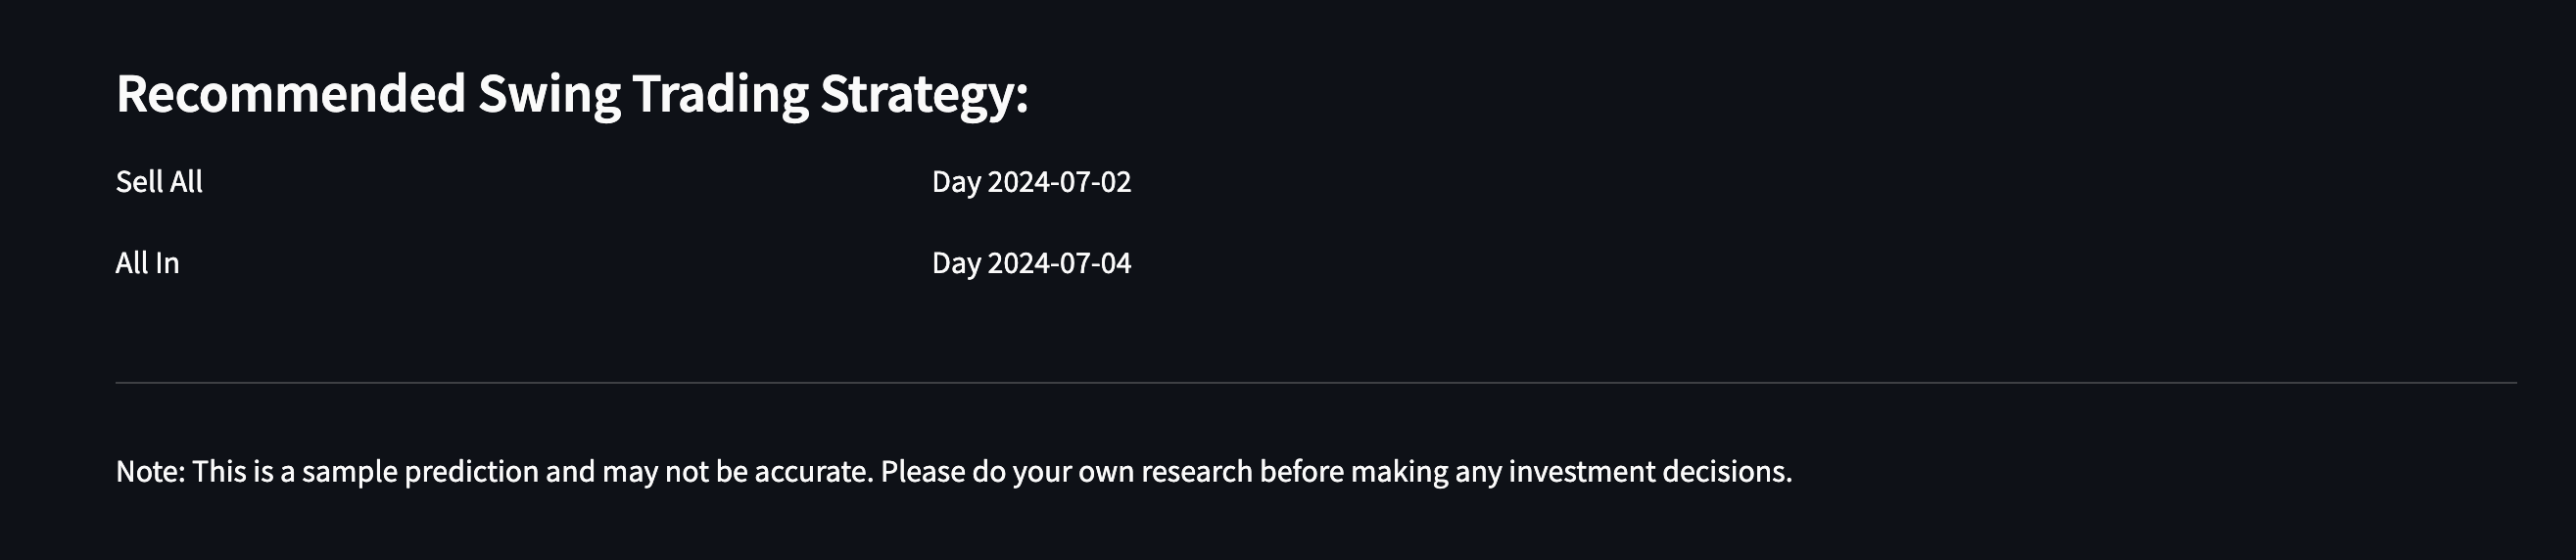 Recommended Swing Trading Strategy:
Sell All Day 2024-07-02
All In Day 2024-07-04
Note: This is a sample prediction and may not be accurate. Please do your own research before making any investment decisions.